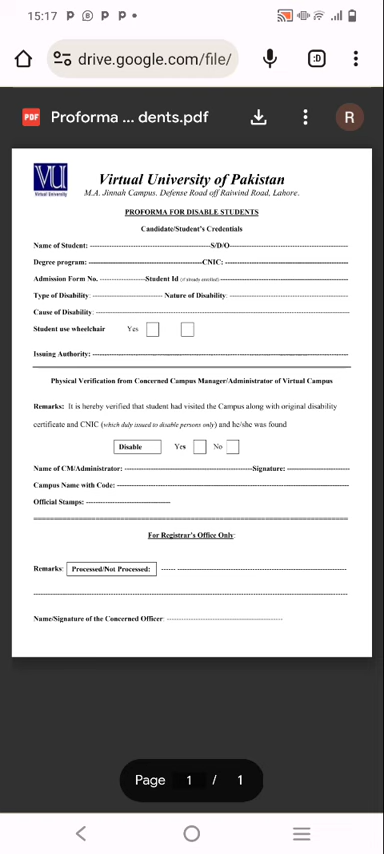 15:17 P B P P •
drive.google.com/file/ :D
PDF Proforma ... dents.pdf R
VU Virtual University of Pakistan
Virtual University M.A. Jinnah Campus. Defense Road off Raiwind Road, Lahore.
PROFORMA FOR DISABLE STUDENTS
Candidate/Student's Credentials
Name of Student: ----------S/D/O----------
Degree program: ----------CNIC: ----------
Admission Form No. ----------Student Id (if already enrolled)----------
Type of Disability: ---------- Nature of Disability: ----------
Cause of Disability: ----------
Student use wheelchair Yes
Issuing Authority: ----------
Physical Verification from Concerned Campus Manager/Administrator of Virtual Campus
Remarks: It is hereby verified that student had visited the Campus along with original disability
certificate and CNIC (which duly issued to disable persons only) and he/she was found
Disable Yes No
Name of CM/Administrator: ----------Signature: ----------
Campus Name with Code: ----------
Official Stamps: ----------
For Registrar's Office Only:
Remarks: Processed/Not Processed: ----------
Name/Signature of the Concerned Officer: ----------
Page 1 / 1